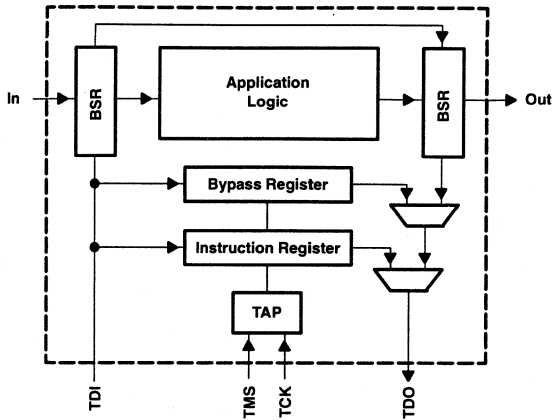 Application
Logic
In
BSR
BSR
Out
Bypass Register
Instruction Register
TAP
TDI
TMS
TCK
TDO